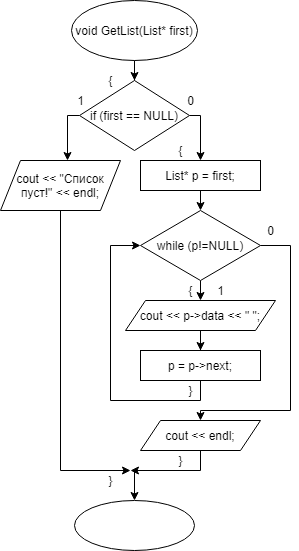 void GetList(List* first)
{
if (first == NULL)
1
0
{
cout << "Список
пуст!" << endl;
List* p = first;
while (p!=NULL)
0
{
1
cout << p->data << " ";
p = p->next;
}
cout << endl;
}
}